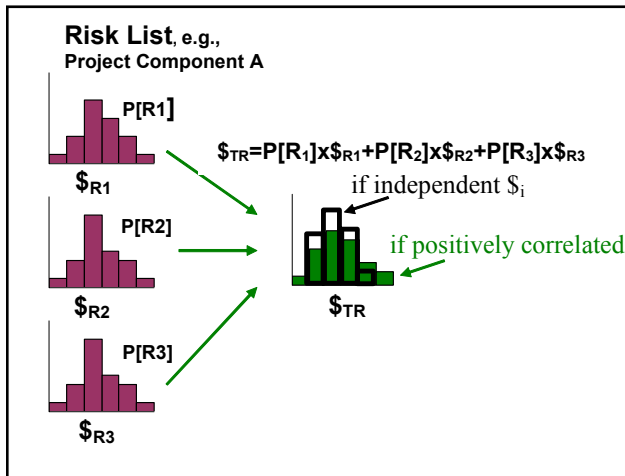 Risk List, e.g.,
Project Component A
P[R1]
$R1
P[R2]
$R2
P[R3]
$R3
$TR=P[R1]x$R1+P[R2]x$R2+P[R3]x$R3
if independent $i
if positively correlated
$TR